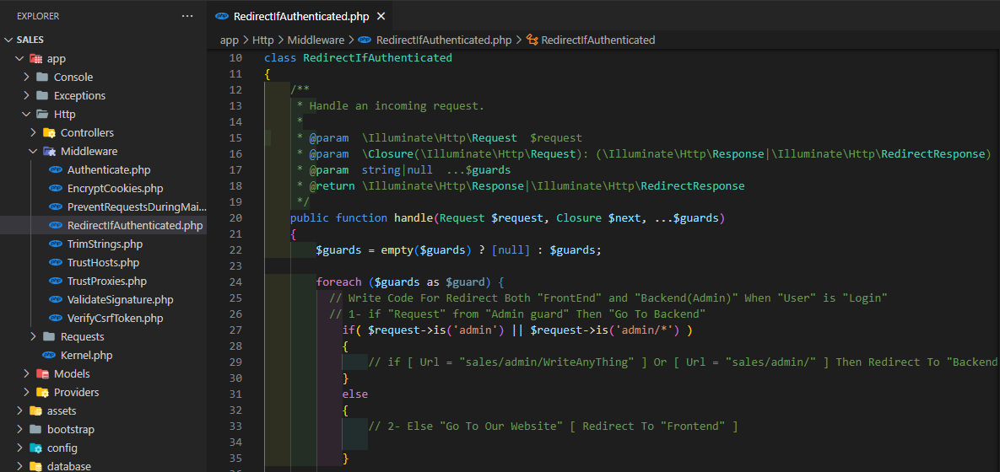 EXPLORER
SALES
app
Console
Exceptions
Http
Controllers
Middleware
Authenticate.php
EncryptCookies.php
PreventRequestsDuringMai...
RedirectIfAuthenticated.php
TrimStrings.php
TrustHosts.php
TrustProxies.php
ValidateSignature.php
VerifyCsrfToken.php
Requests
Kernel.php
Models
Providers
assets
bootstrap
config
database
RedirectIfAuthenticated.php
app > Http > Middleware > RedirectIfAuthenticated.php > RedirectIfAuthenticated
10 class RedirectIfAuthenticated
11 {
12 /**
13 * Handle an incoming request.
14 *
15 * @param \Illuminate\Http\Request $request
16 * @param \Closure(\Illuminate\Http\Request): (\Illuminate\Http\Response|\Illuminate\Http\RedirectResponse)
17 * @param string|null ...$guards
18 * @return \Illuminate\Http\Response|\Illuminate\Http\RedirectResponse
19 */
20 public function handle(Request $request, Closure $next, ...$guards)
21 {
22 $guards = empty($guards) ? [null] : $guards;
23
24 foreach ($guards as $guard) {
25 // Write Code For Redirect Both "FrontEnd" and "Backend(Admin)" When "User" is "Login"
26 // 1- if "Request" from "Admin guard" Then "Go To Backend"
27 if( $request->is('admin') || $request->is('admin/*') )
28 {
29 // if [ Url = "sales/admin/WriteAnyThing" ] Or [ Url = "sales/admin/" ] Then Redirect To "Backend
30 }
31 else
32 {
33 // 2- Else "Go To Our Website" [ Redirect To "Frontend" ]
34
35 }